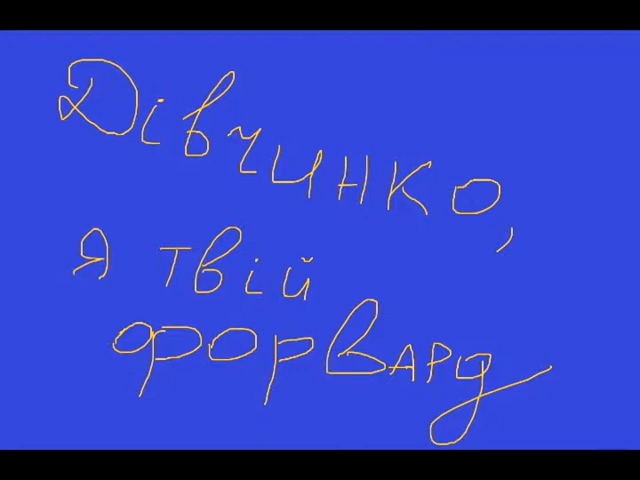 Дівчинко,
я твій
форвард